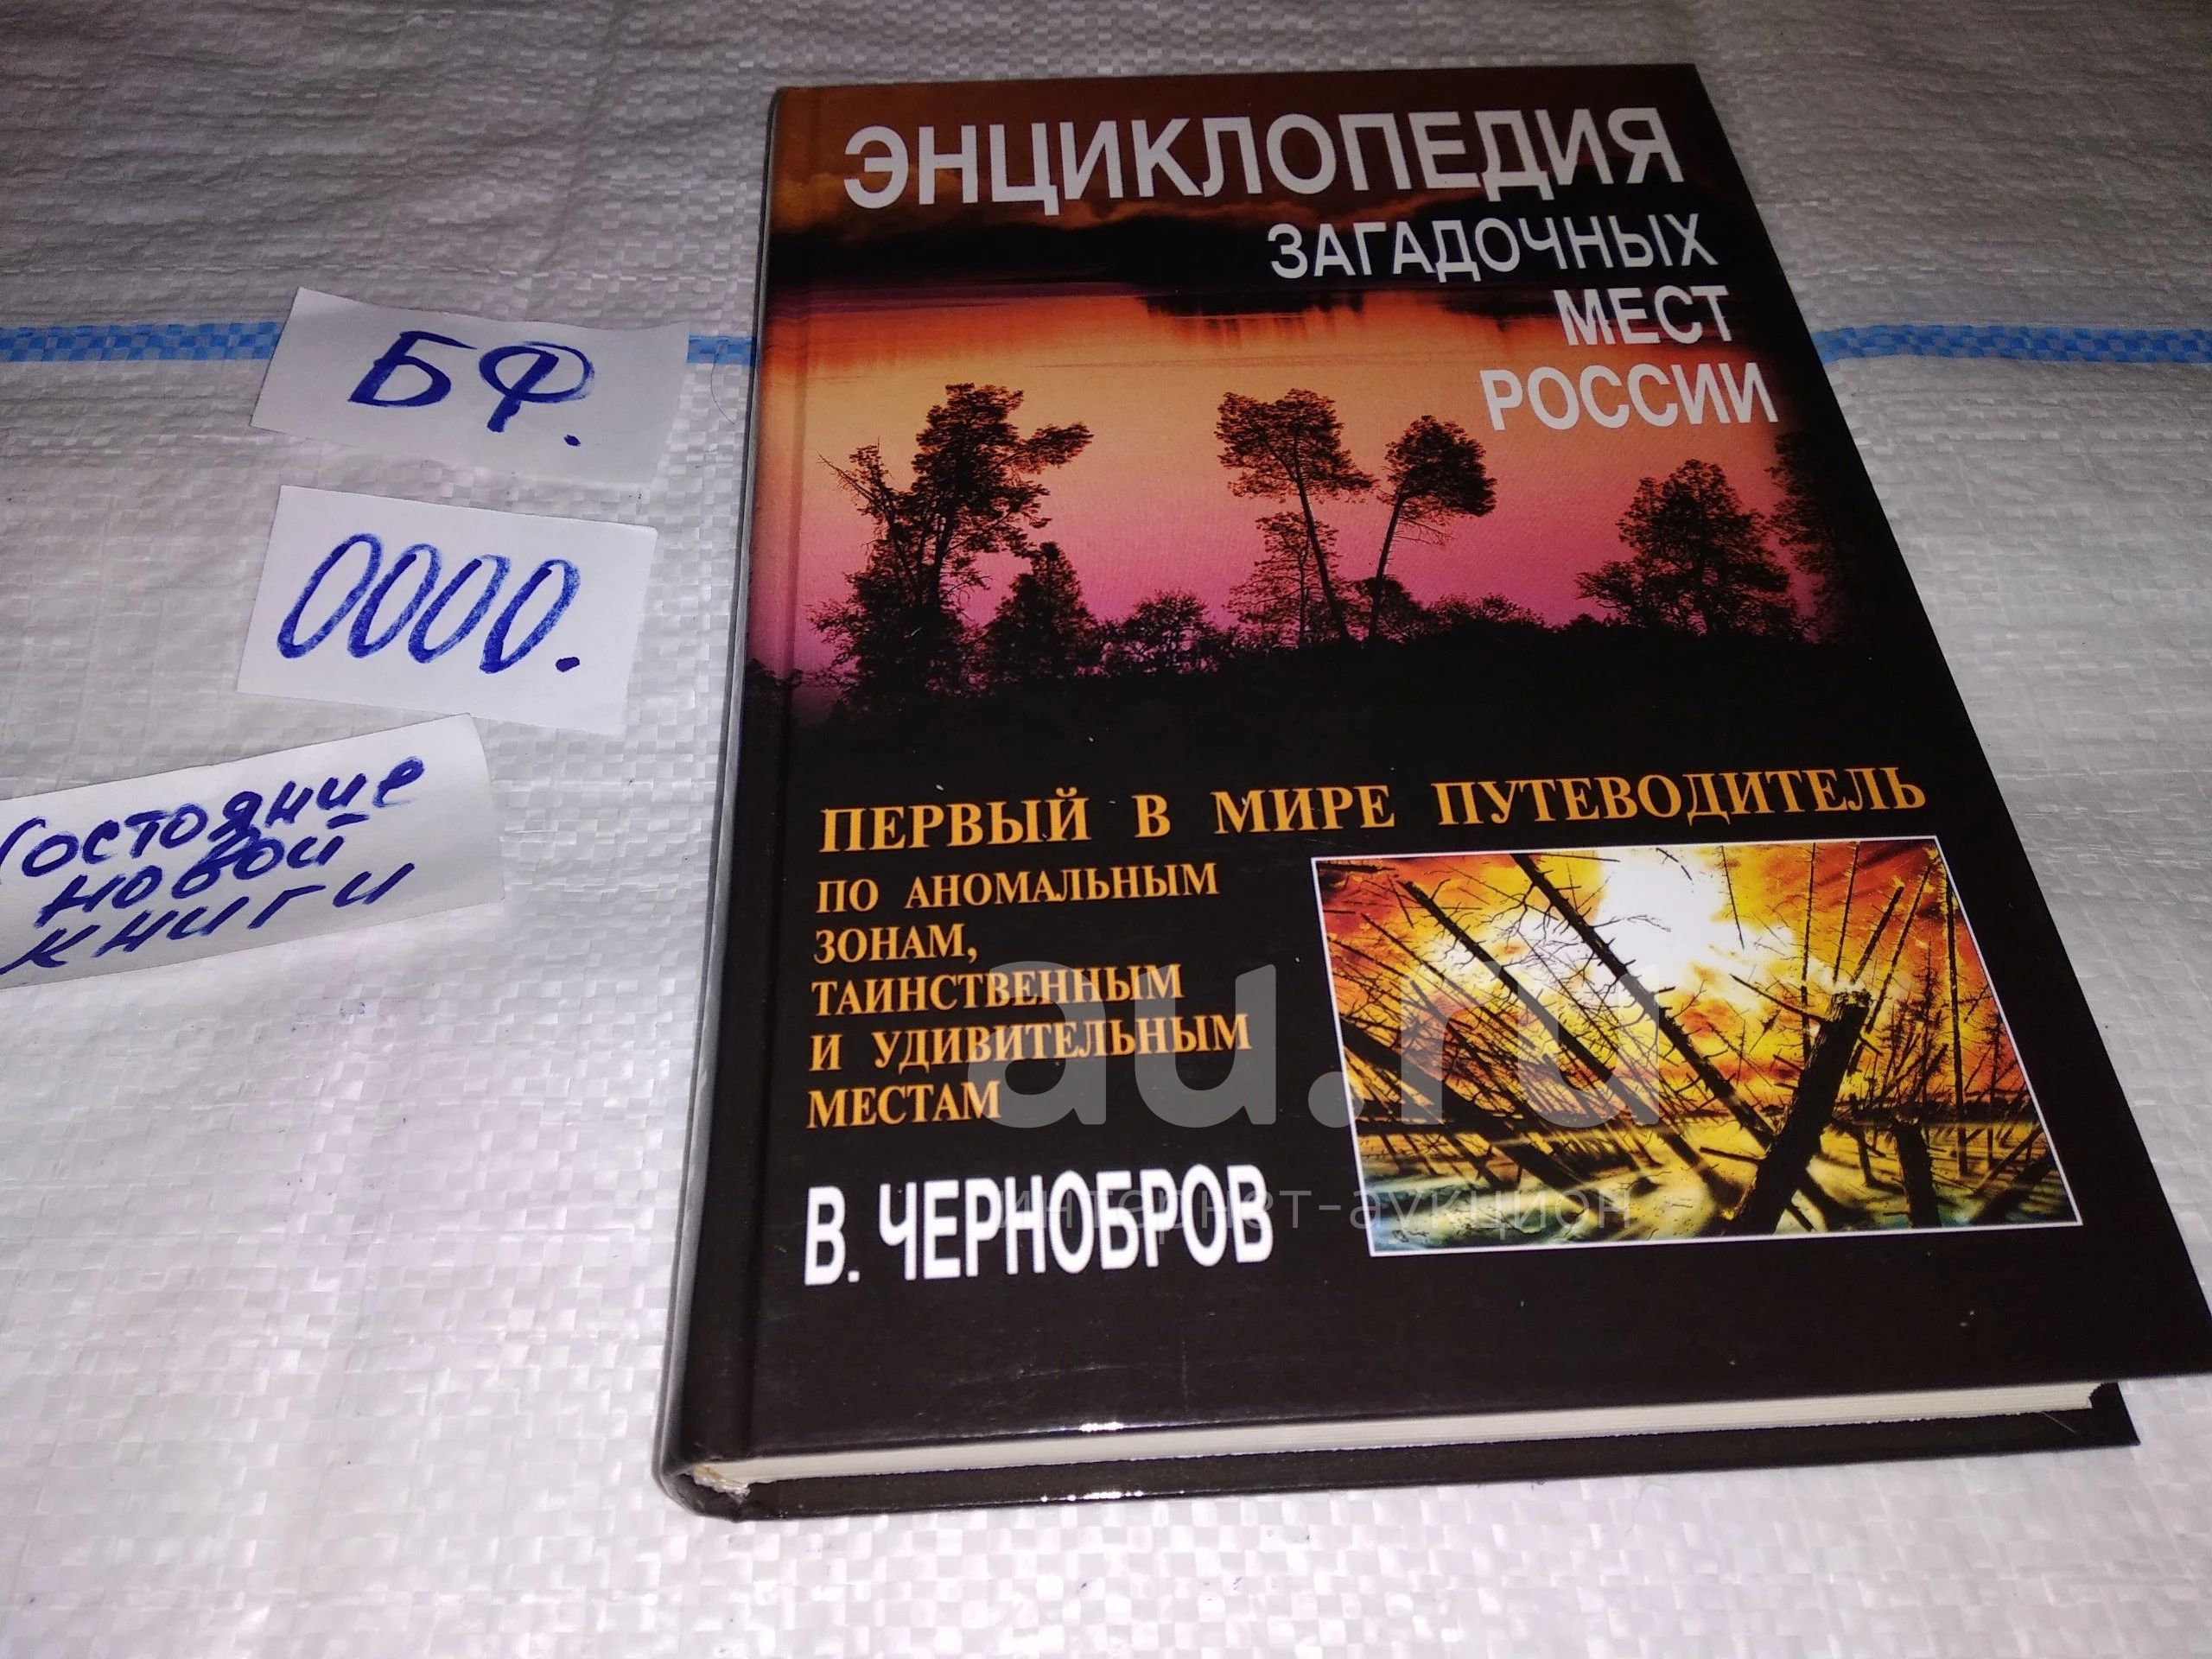 ЭНЦИКЛОПЕДИЯ
ЗАГАДОЧНЫХ
МЕСТ
РОССИИ
БФ.
0000.
Состояние
новой
книги
ПЕРВЫЙ В МИРЕ ПУТЕВОДИТЕЛЬ
ПО АНОМАЛЬНЫМ
ЗОНАМ,
ТАИНСТВЕННЫМ
И УДИВИТЕЛЬНЫМ
МЕСТАМ
В. ЧЕРНОБРОВ
au.ru
интернет-аукцион